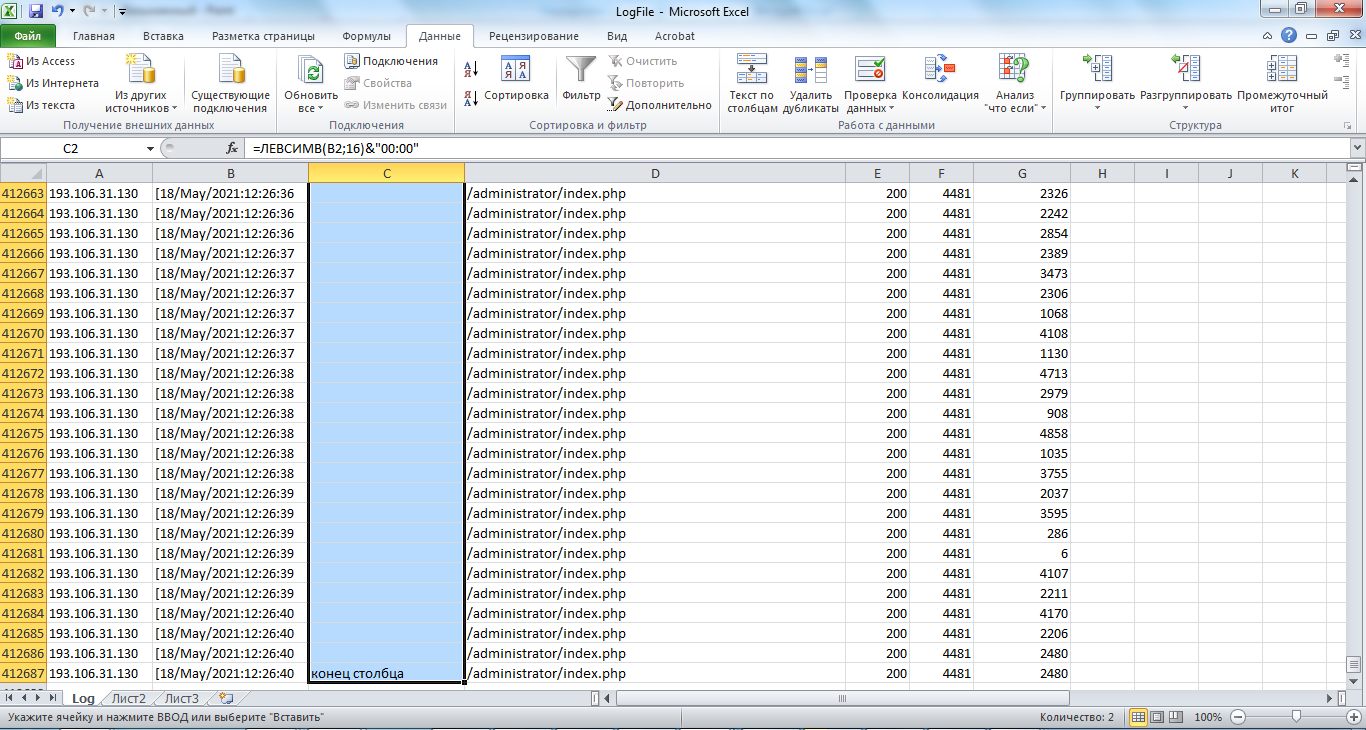 LogFile - Microsoft Excel
Файл Главная Вставка Разметка страницы Формулы Данные Рецензирование Вид Acrobat
Из Access
Из Интернета
Из текста
Из других источников
Существующие подключения
Получение внешних данных
Обновить все
Подключения
Свойства
Изменить связи
Подключения
Сортировка
Фильтр
Очистить
Повторить
Дополнительно
Сортировка и фильтр
Текст по столбцам
Удалить дубликаты
Проверка данных
Консолидация
Анализ "что если"
Работа с данными
Группировать
Разгруппировать
Промежуточный итог
Структура
C2 fx =ЛЕВСИМВ(B2;16)&"00:00"
A B C D E F G H I J K
412663 193.106.31.130 [18/May/2021:12:26:36 /administrator/index.php 200 4481 2326
412664 193.106.31.130 [18/May/2021:12:26:36 /administrator/index.php 200 4481 2242
412665 193.106.31.130 [18/May/2021:12:26:36 /administrator/index.php 200 4481 2854
412666 193.106.31.130 [18/May/2021:12:26:37 /administrator/index.php 200 4481 2389
412667 193.106.31.130 [18/May/2021:12:26:37 /administrator/index.php 200 4481 3473
412668 193.106.31.130 [18/May/2021:12:26:37 /administrator/index.php 200 4481 2306
412669 193.106.31.130 [18/May/2021:12:26:37 /administrator/index.php 200 4481 1068
412670 193.106.31.130 [18/May/2021:12:26:37 /administrator/index.php 200 4481 4108
412671 193.106.31.130 [18/May/2021:12:26:37 /administrator/index.php 200 4481 1130
412672 193.106.31.130 [18/May/2021:12:26:38 /administrator/index.php 200 4481 4713
412673 193.106.31.130 [18/May/2021:12:26:38 /administrator/index.php 200 4481 2979
412674 193.106.31.130 [18/May/2021:12:26:38 /administrator/index.php 200 4481 908
412675 193.106.31.130 [18/May/2021:12:26:38 /administrator/index.php 200 4481 4858
412676 193.106.31.130 [18/May/2021:12:26:38 /administrator/index.php 200 4481 1035
412677 193.106.31.130 [18/May/2021:12:26:38 /administrator/index.php 200 4481 3755
412678 193.106.31.130 [18/May/2021:12:26:39 /administrator/index.php 200 4481 2037
412679 193.106.31.130 [18/May/2021:12:26:39 /administrator/index.php 200 4481 3595
412680 193.106.31.130 [18/May/2021:12:26:39 /administrator/index.php 200 4481 286
412681 193.106.31.130 [18/May/2021:12:26:39 /administrator/index.php 200 4481 6
412682 193.106.31.130 [18/May/2021:12:26:39 /administrator/index.php 200 4481 4107
412683 193.106.31.130 [18/May/2021:12:26:39 /administrator/index.php 200 4481 2211
412684 193.106.31.130 [18/May/2021:12:26:40 /administrator/index.php 200 4481 4170
412685 193.106.31.130 [18/May/2021:12:26:40 /administrator/index.php 200 4481 2206
412686 193.106.31.130 [18/May/2021:12:26:40 /administrator/index.php 200 4481 2480
412687 193.106.31.130 [18/May/2021:12:26:40 конец столбца /administrator/index.php 200 4481 2480
Log Лист2 Лист3
Укажите ячейку и нажмите ВВОД или выберите "Вставить" Количество: 2 100%